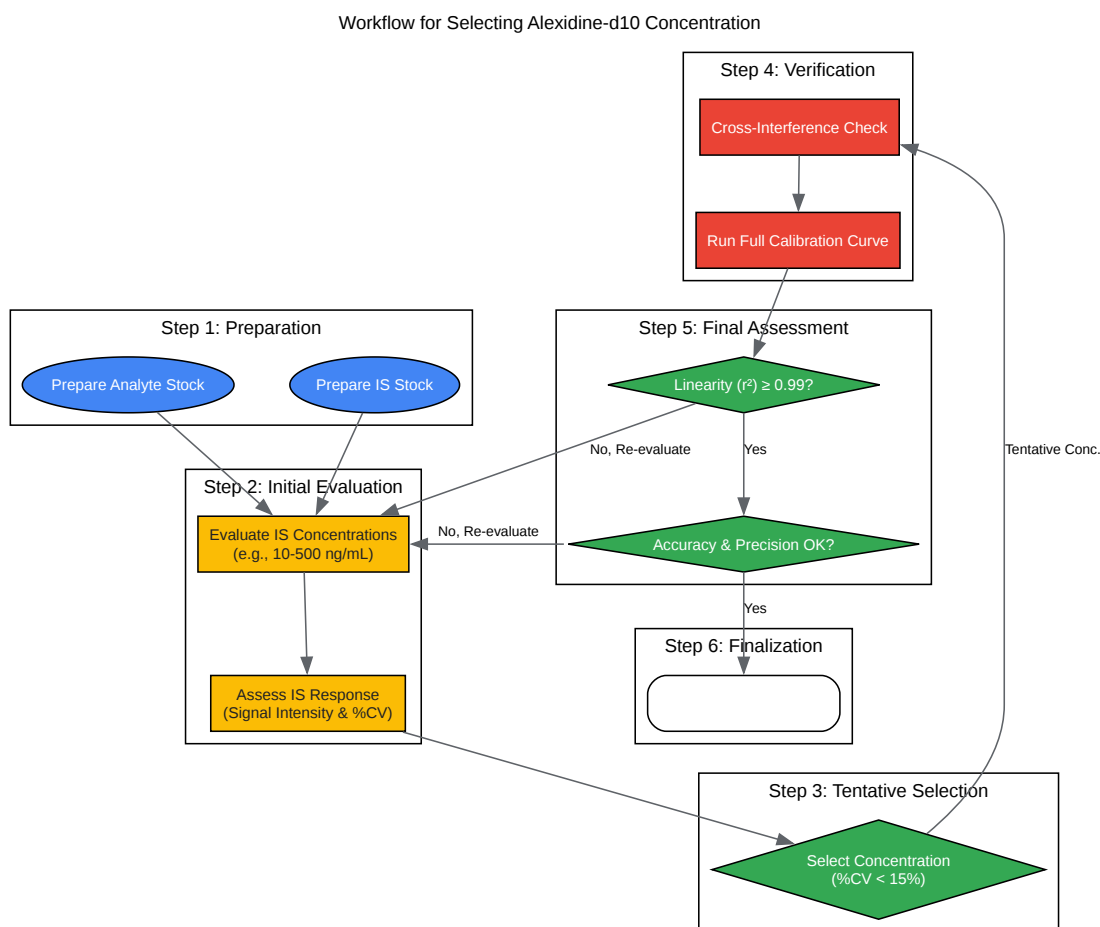 Workflow for Selecting Alexidine-d10 Concentration
Step 4: Verification
Cross-Interference Check
Run Full Calibration Curve
Step 1: Preparation
Prepare Analyte Stock
Prepare IS Stock
Step 5: Final Assessment
Linearity (r²) ≥ 0.99?
No, Re-evaluate
Yes
Tentative Conc.
Step 2: Initial Evaluation
Evaluate IS Concentrations
(e.g., 10-500 ng/mL)
No, Re-evaluate
Accuracy & Precision OK?
Yes
Step 6: Finalization
Assess IS Response
(Signal Intensity & %CV)
Step 3: Tentative Selection
Select Concentration
(%CV < 15%)